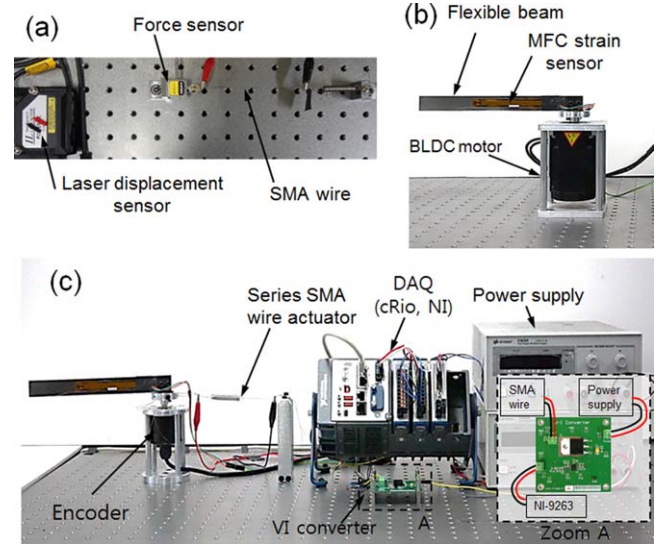 (a)
Force sensor
Laser displacement
sensor
SMA wire
(b)
Flexible beam
MFC strain
sensor
BLDC motor
(c)
Series SMA
wire actuator
DAQ
(cRio, NI)
Power supply
Encoder
VI converter
A
SMA
wire
Power
supply
V-I Converter
NI-9263
Zoom A